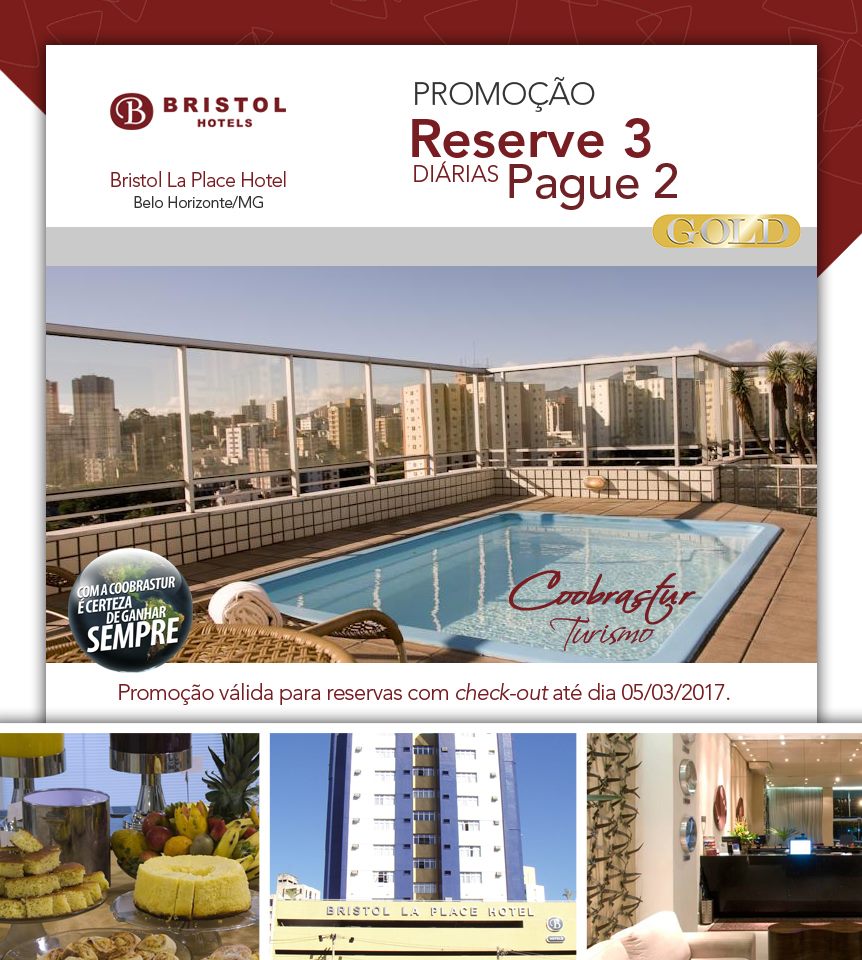 B BRISTOL
HOTELS
Bristol La Place Hotel
Belo Horizonte/MG
PROMOÇÃO
Reserve 3
DIÁRIAS Pague 2
GOLD
COM A COOBRASTUR
É CERTEZA
DE GANHAR
SEMPRE
Coobrastur
Turismo
Promoção válida para reservas com check-out até dia 05/03/2017.
BRISTOL LA PLACE HOTEL
B
HOTELS